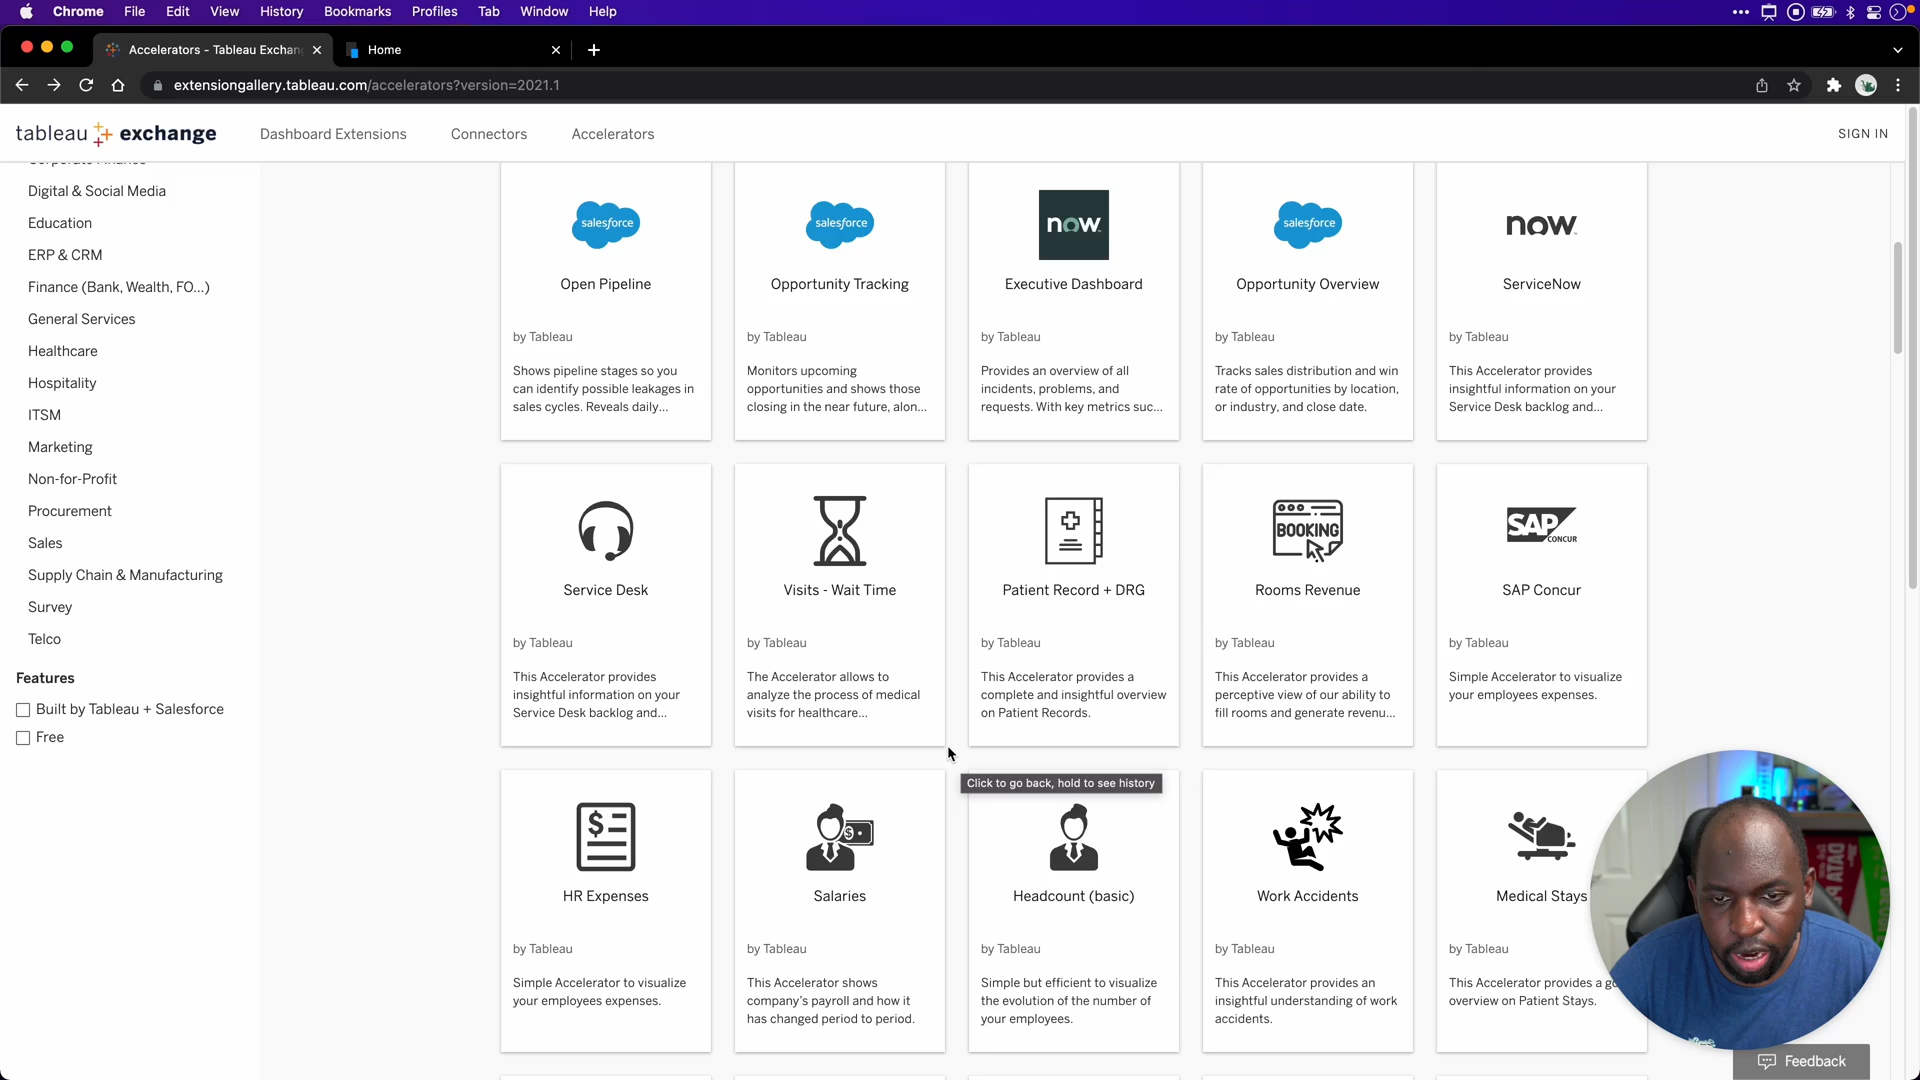 Chrome File Edit View History Bookmarks Profiles Tab Window Help
Accelerators - Tableau Exchan
Home
extensiongallery.tableau.com/accelerators?version=2021.1
tableau exchange
Dashboard Extensions
Connectors
Accelerators
SIGN IN
Corporate Finance
Digital & Social Media
Education
ERP & CRM
Finance (Bank, Wealth, FO...)
General Services
Healthcare
Hospitality
ITSM
Marketing
Non-for-Profit
Procurement
Sales
Supply Chain & Manufacturing
Survey
Telco
Features
Built by Tableau + Salesforce
Free
salesforce
Open Pipeline
by Tableau
Shows pipeline stages so you
can identify possible leakages in
sales cycles. Reveals daily...
salesforce
Opportunity Tracking
by Tableau
Monitors upcoming
opportunities and shows those
closing in the near future, alon...
now
Executive Dashboard
by Tableau
Provides an overview of all
incidents, problems, and
requests. With key metrics suc...
salesforce
Opportunity Overview
by Tableau
Tracks sales distribution and win
rate of opportunities by location,
or industry, and close date.
now
ServiceNow
by Tableau
This Accelerator provides
insightful information on your
Service Desk backlog and...
Service Desk
by Tableau
This Accelerator provides
insightful information on your
Service Desk backlog and...
Visits - Wait Time
by Tableau
The Accelerator allows to
analyze the process of medical
visits for healthcare...
Patient Record + DRG
by Tableau
This Accelerator provides a
complete and insightful overview
on Patient Records.
BOOKING
Rooms Revenue
by Tableau
This Accelerator provides a
perceptive view of our ability to
fill rooms and generate revenu...
SAP CONCUR
SAP Concur
by Tableau
Simple Accelerator to visualize
your employees expenses.
Click to go back, hold to see history
HR Expenses
by Tableau
Simple Accelerator to visualize
your employees expenses.
Salaries
by Tableau
This Accelerator shows
company's payroll and how it
has changed period to period.
Headcount (basic)
by Tableau
Simple but efficient to visualize
the evolution of the number of
your employees.
Work Accidents
by Tableau
This Accelerator provides an
insightful understanding of work
accidents.
Medical Stays
by Tableau
This Accelerator provides a
overview on Patient Stays.
DATA
Feedback